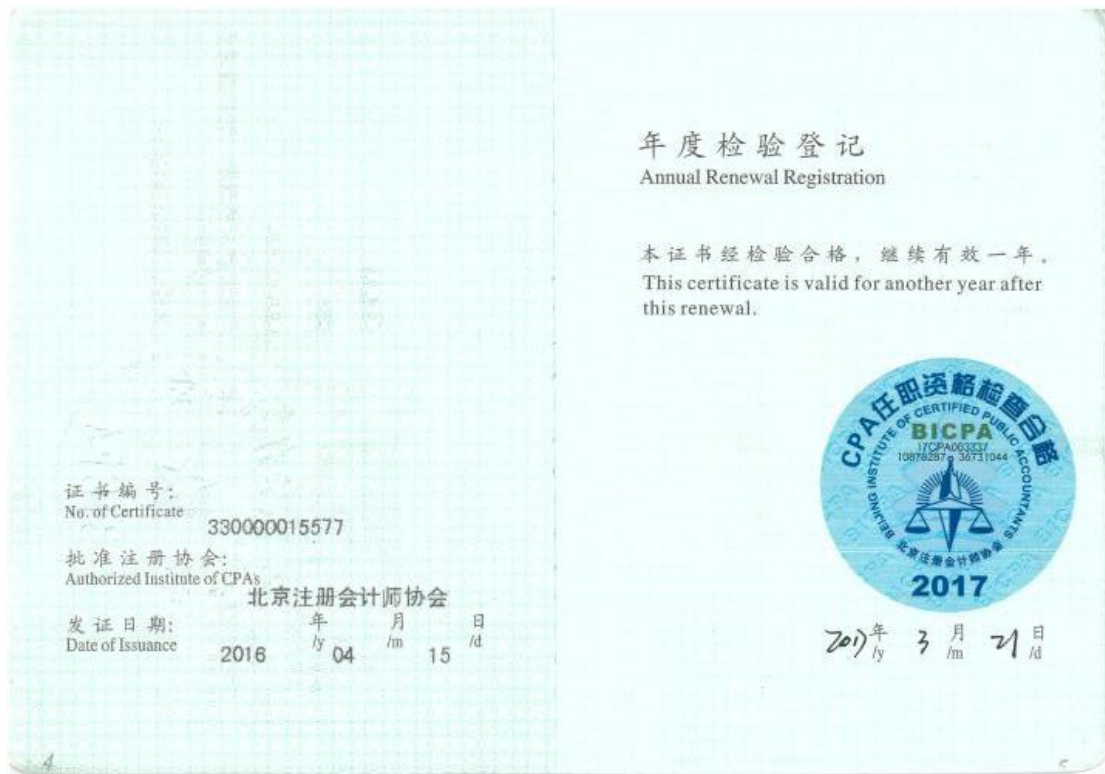 证书编号:
No. of Certificate
330000015577
批准注册协会:
Authorized Institute of CPAs
北京注册会计师协会
发证日期:
Date of Issuance
2016 年/y 04 月/m 15 日/d
4
年度检验登记
Annual Renewal Registration
本证书经检验合格，继续有效一年。
This certificate is valid for another year after
this renewal.
CPA任职资格检查合格
BEIJING INSTITUTE OF CERTIFIED PUBLIC ACCOUNTANTS
BICPA
17CPA003337
10878287 - 36731044
北京注册会计师协会
2017
2017 年/y 3 月/m 21 日/d
5